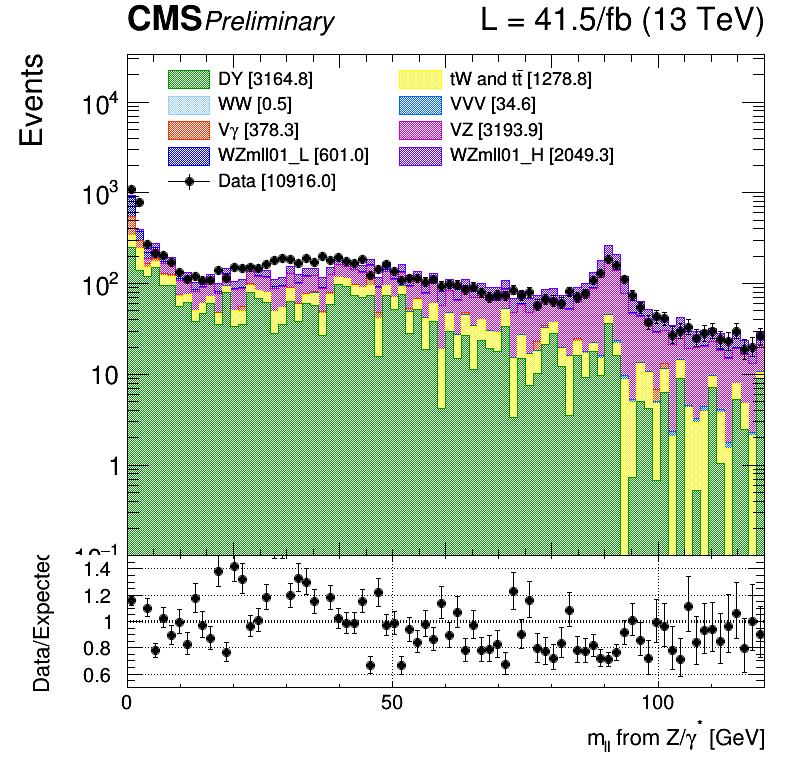 CMS Preliminary L = 41.5/fb (13 TeV)
Events
DY [3164.8] tW and tt̄ [1278.8]
WW [0.5] VVV [34.6]
Vγ [378.3] VZ [3193.9]
WZmll01_L [601.0] WZmll01_H [2049.3]
Data [10916.0]
10⁴
10³
10²
10
1
10⁻¹
Data/Expected
1.4
1.2
1
0.8
0.6
0 50 100
m_ll from Z/γ* [GeV]